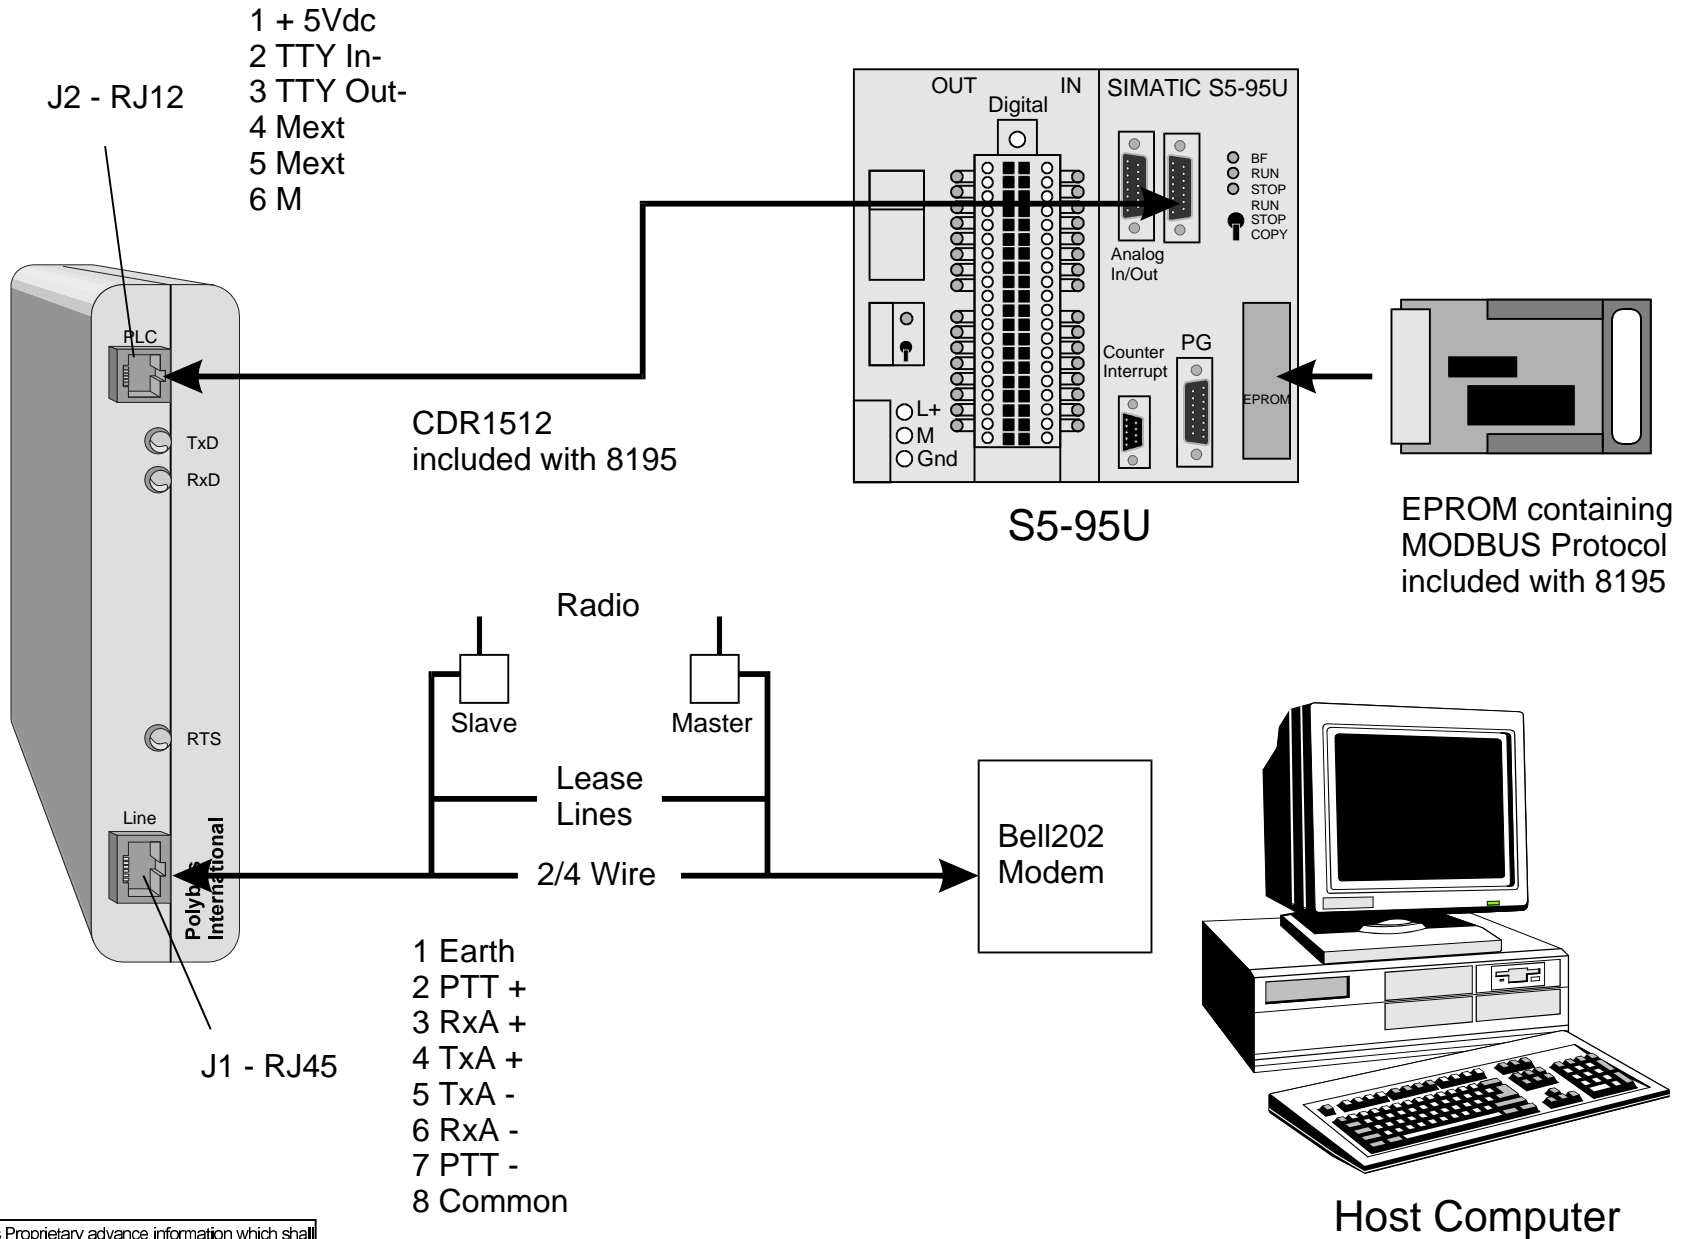 1 + 5Vdc
2 TTY In-
3 TTY Out-
4 Mext
5 Mext
6 M
J2 - RJ12
OUT
IN
Digital
SIMATIC S5-95U
BF
RUN
STOP
RUN
STOP
COPY
Analog
In/Out
Counter
Interrupt
PG
EPROM
L+
M
Gnd
S5-95U
EPROM containing
MODBUS Protocol
included with 8195
PLC
TxD
RxD
RTS
Line
Polybus
International
CDR1512
included with 8195
Radio
Slave
Master
Lease
Lines
2/4 Wire
Bell202
Modem
J1 - RJ45
1 Earth
2 PTT +
3 RxA +
4 TxA +
5 TxA -
6 RxA -
7 PTT -
8 Common
Host Computer
Proprietary advance information which shall